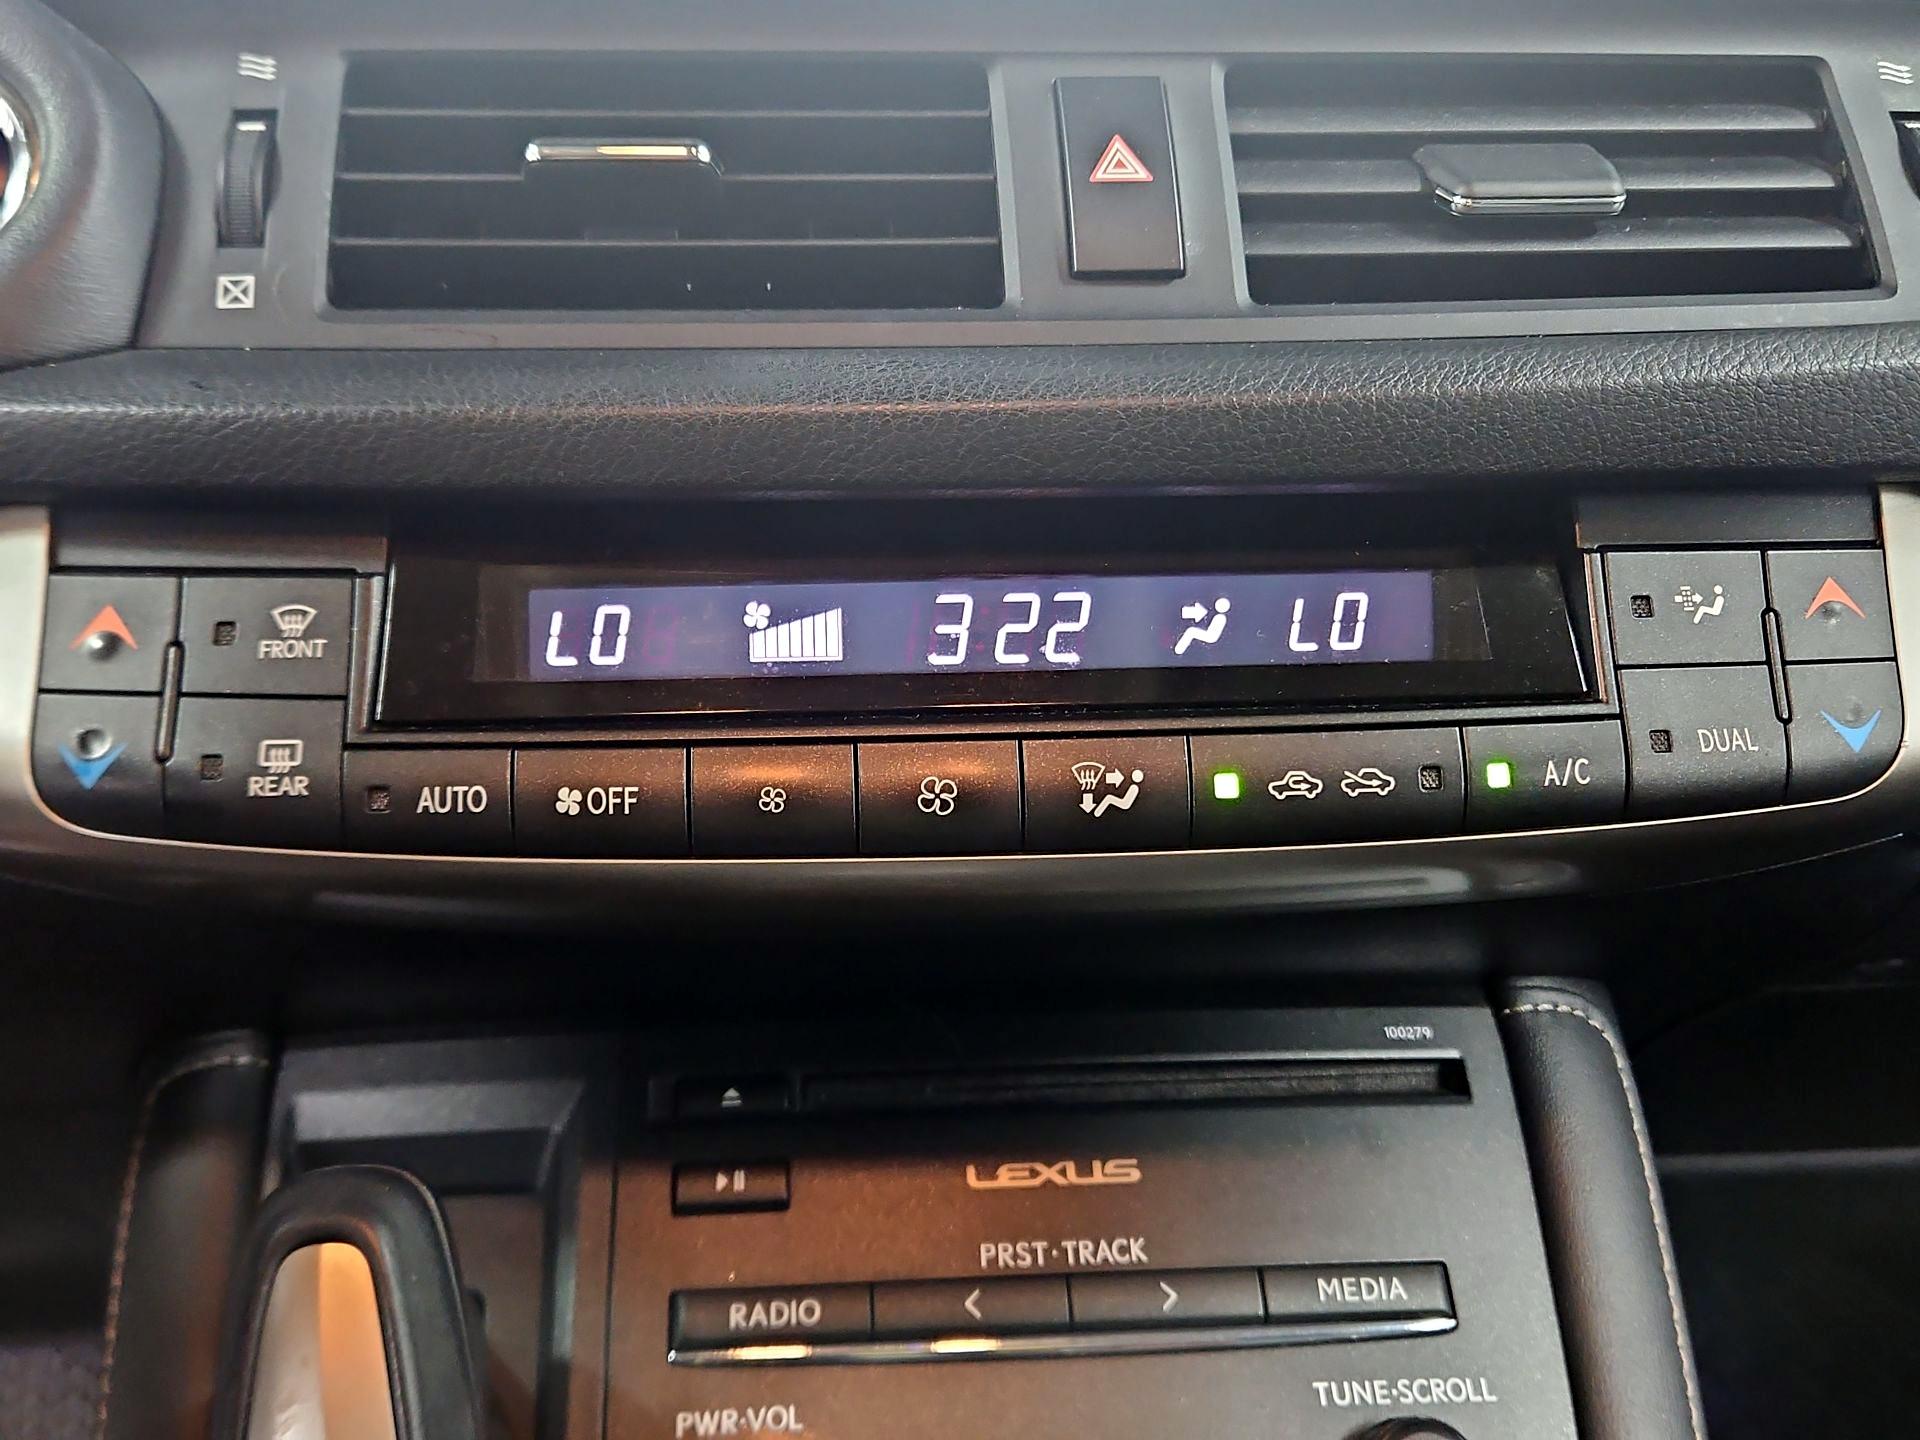 LO 3:22 LO
FRONT
REAR
AUTO
OFF
A/C
DUAL
100279
LEXUS
PRST·TRACK
RADIO < > MEDIA
TUNE·SCROLL
PWR·VOL